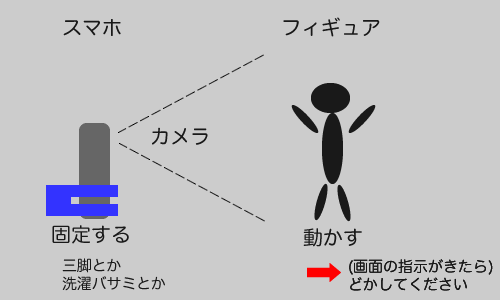 スマホ
フィギュア
カメラ
固定する
三脚とか
洗濯バサミとか
動かす
(画面の指示がきたら)
どかしてください